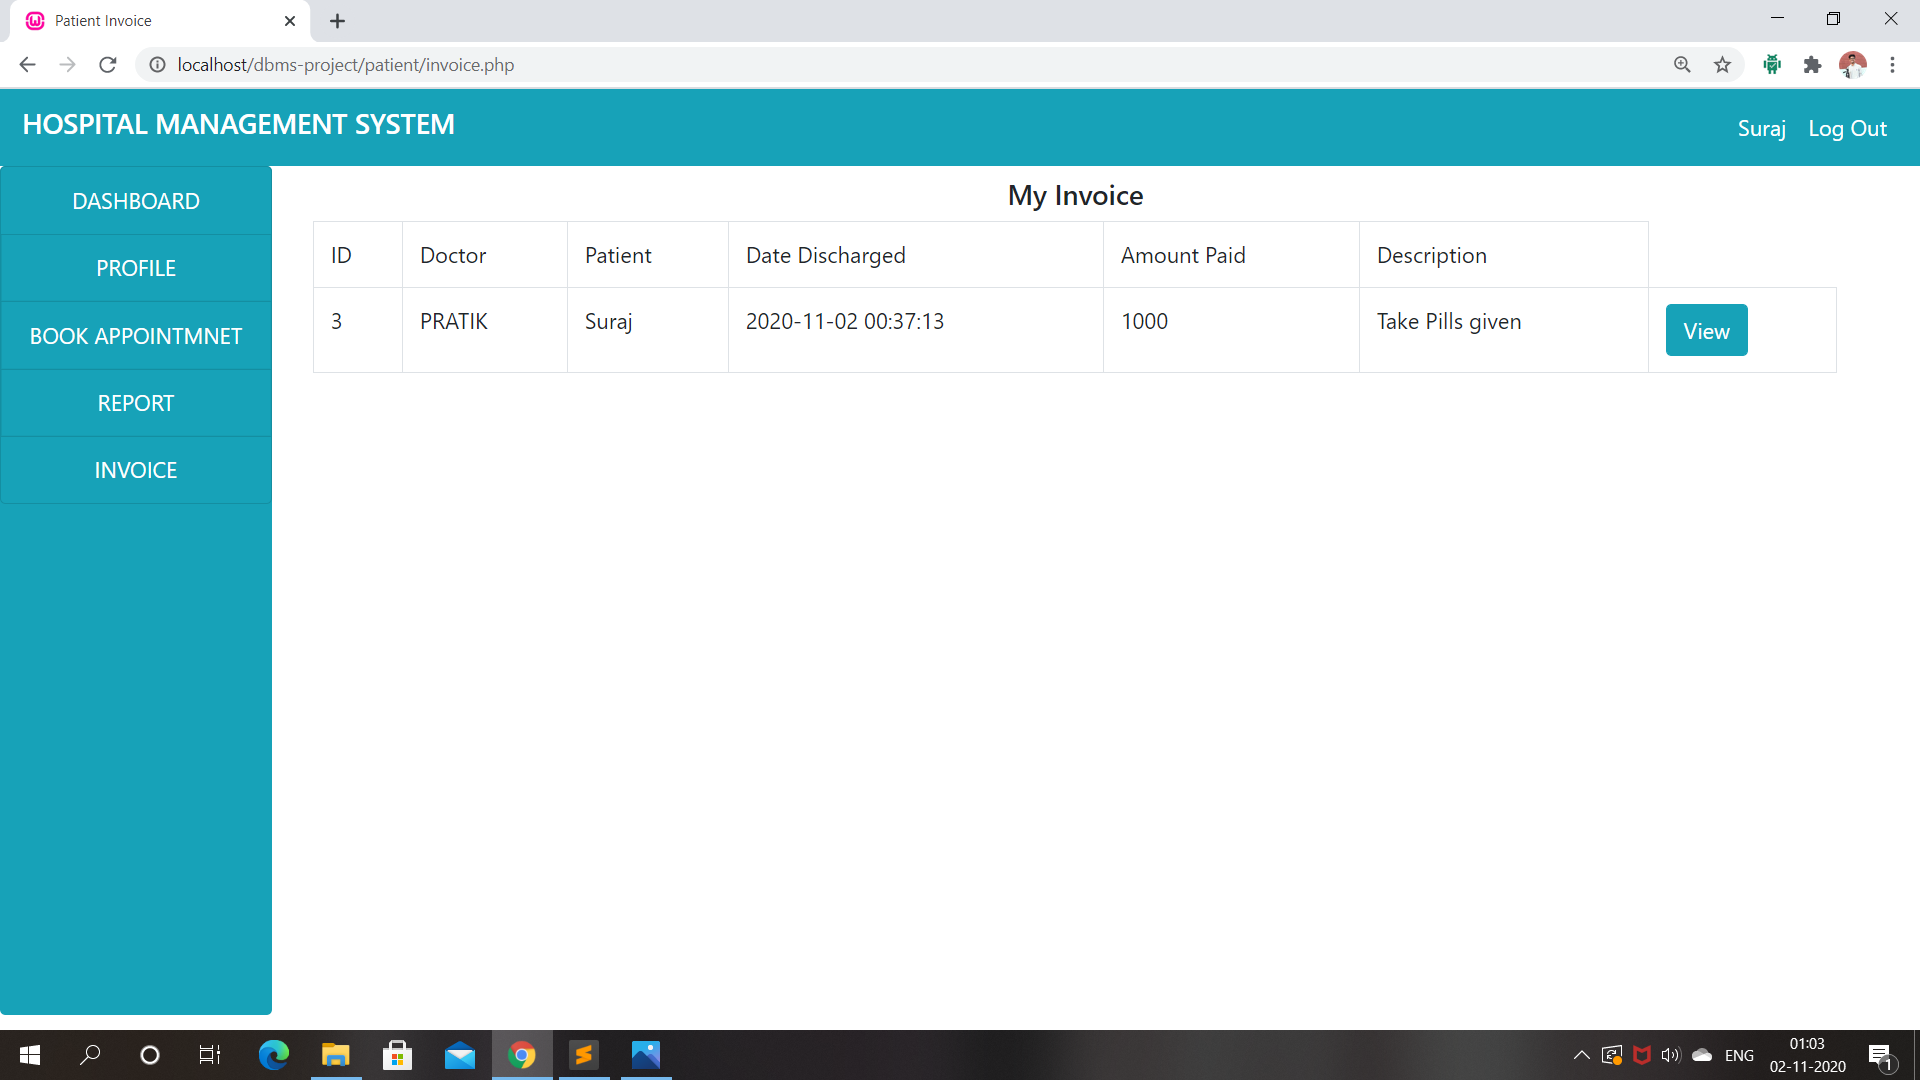 Patient Invoice
localhost/dbms-project/patient/invoice.php
HOSPITAL MANAGEMENT SYSTEM
Suraj Log Out
DASHBOARD
PROFILE
BOOK APPOINTMNET
REPORT
INVOICE
My Invoice
ID Doctor Patient Date Discharged Amount Paid Description
3 PRATIK Suraj 2020-11-02 00:37:13 1000 Take Pills given View
ENG
01:03
02-11-2020
1